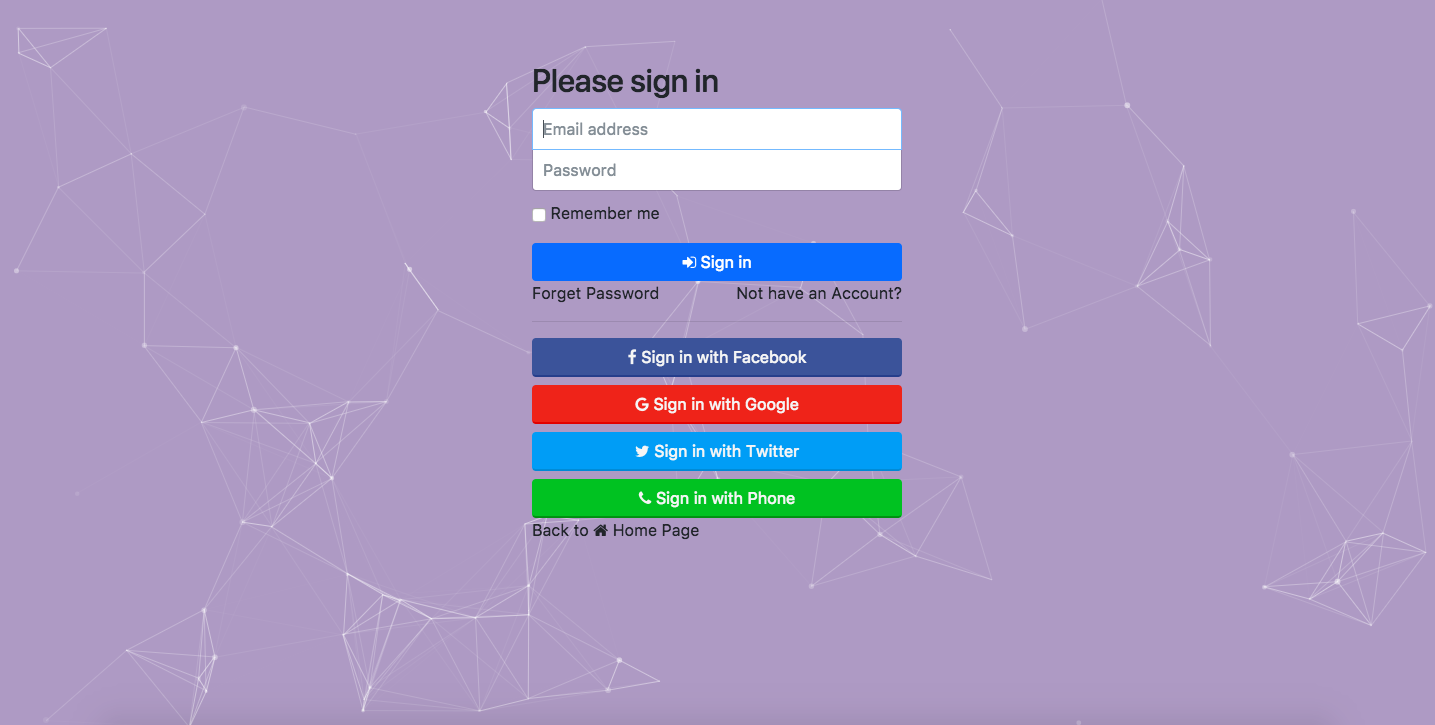 Please sign in
Email address
Password
Remember me
Sign in
Forget Password Not have an Account?
Sign in with Facebook
Sign in with Google
Sign in with Twitter
Sign in with Phone
Back to Home Page